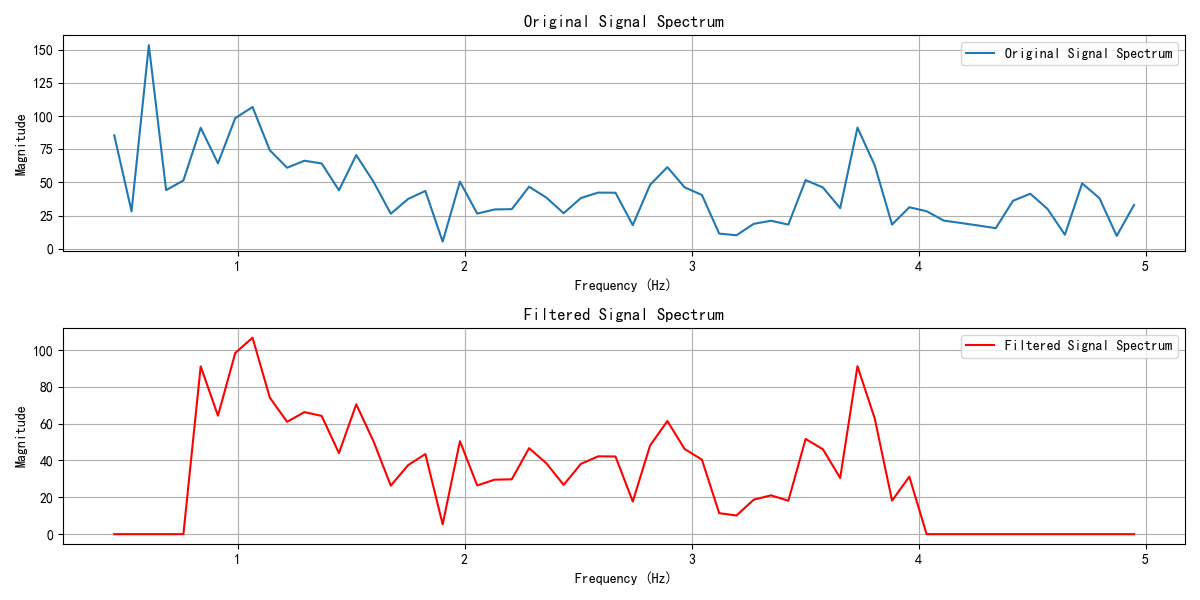 Original Signal Spectrum
Original Signal Spectrum
Magnitude
150
125
100
75
50
25
0
1
2
3
4
5
Frequency (Hz)
Filtered Signal Spectrum
Filtered Signal Spectrum
Magnitude
100
80
60
40
20
0
1
2
3
4
5
Frequency (Hz)